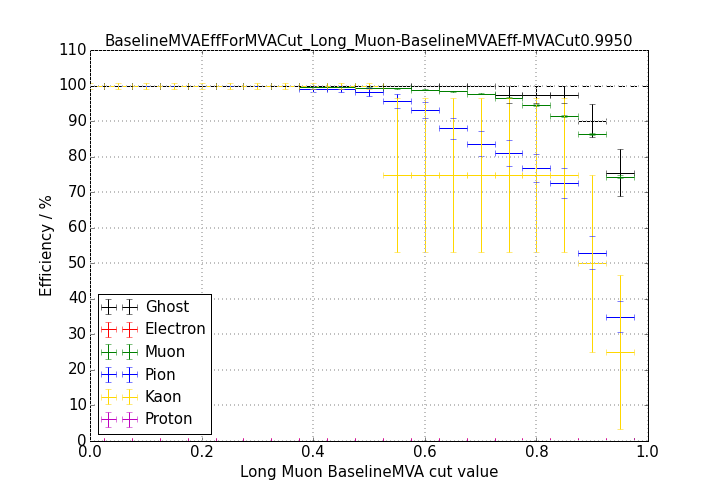 BaselineMVAEffForMVACut_Long_Muon-BaselineMVAEff-MVACut0.9950
110
100
90
80
70
60
50
40
30
20
10
0
Efficiency / %
Ghost
Electron
Muon
Pion
Kaon
Proton
0.0 0.2 0.4 0.6 0.8 1.0
Long Muon BaselineMVA cut value